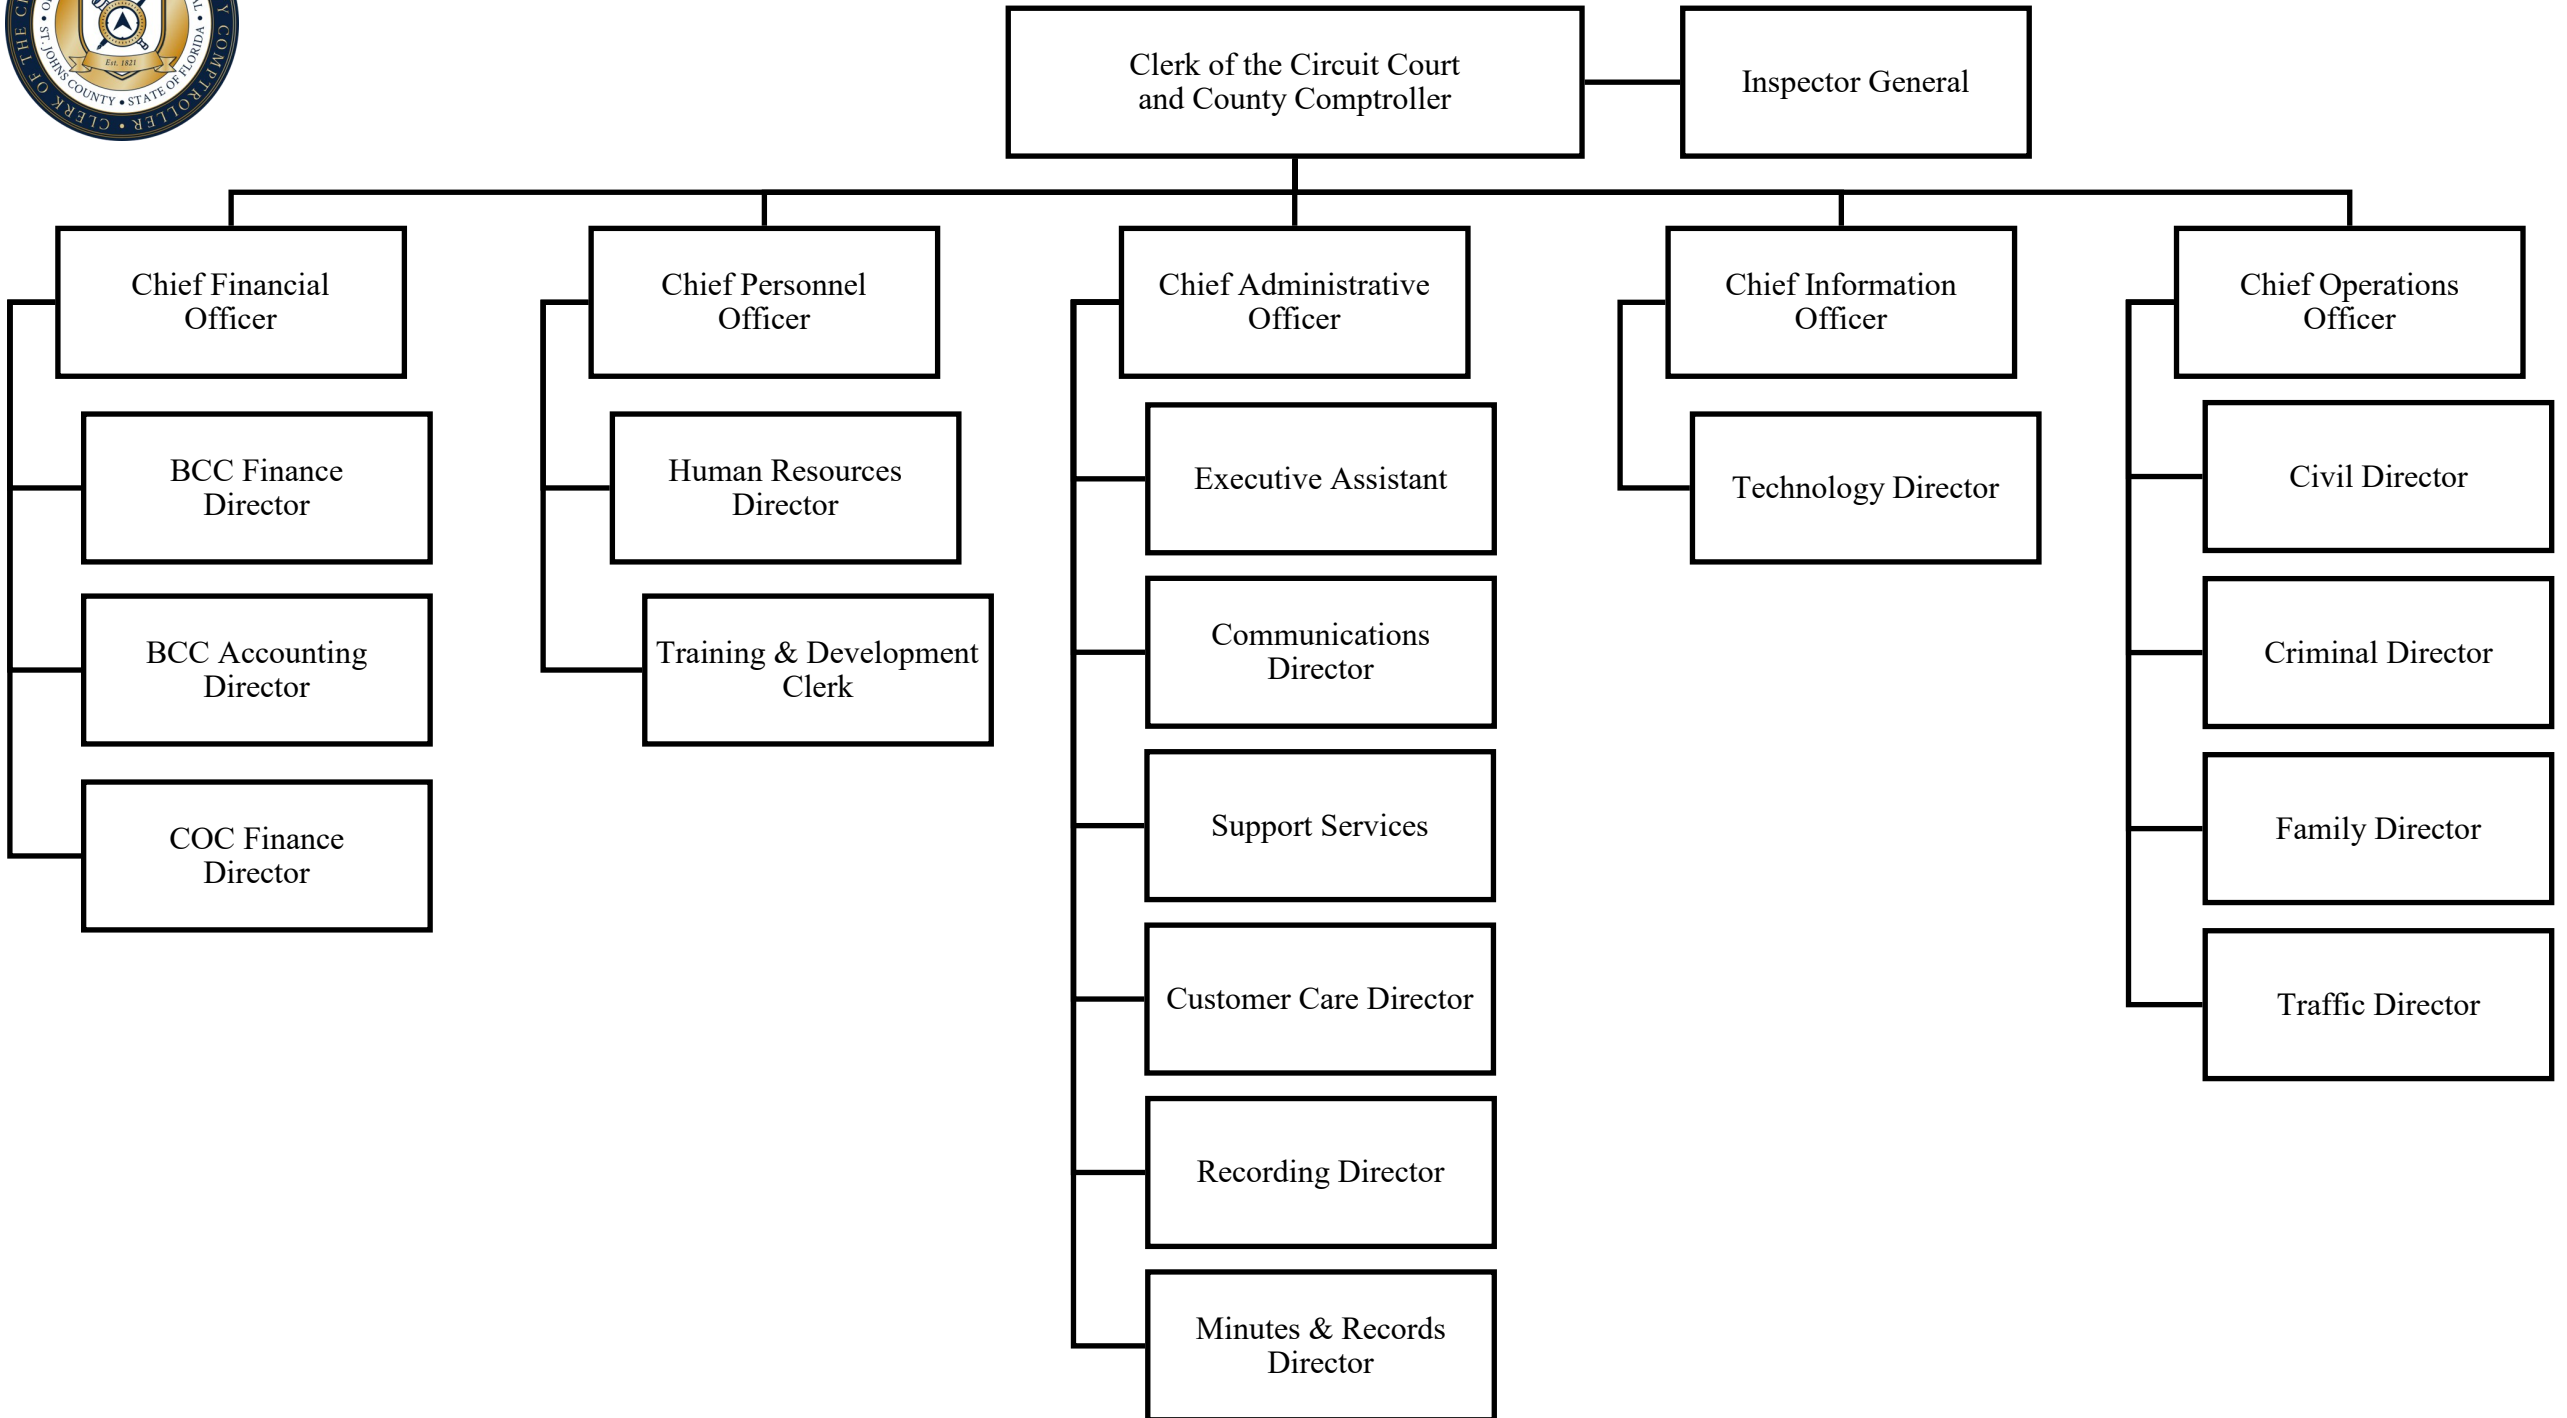 CLERK OF THE CI
Y COMPTROLLER
ST. JOHNS COUNTY • STATE OF FLORIDA
Est. 1821
Clerk of the Circuit Court
and County Comptroller
Inspector General
Chief Financial
Officer
Chief Personnel
Officer
Chief Administrative
Officer
Chief Information
Officer
Chief Operations
Officer
BCC Finance
Director
BCC Accounting
Director
COC Finance
Director
Human Resources
Director
Training & Development
Clerk
Executive Assistant
Communications
Director
Support Services
Customer Care Director
Recording Director
Minutes & Records
Director
Technology Director
Civil Director
Criminal Director
Family Director
Traffic Director